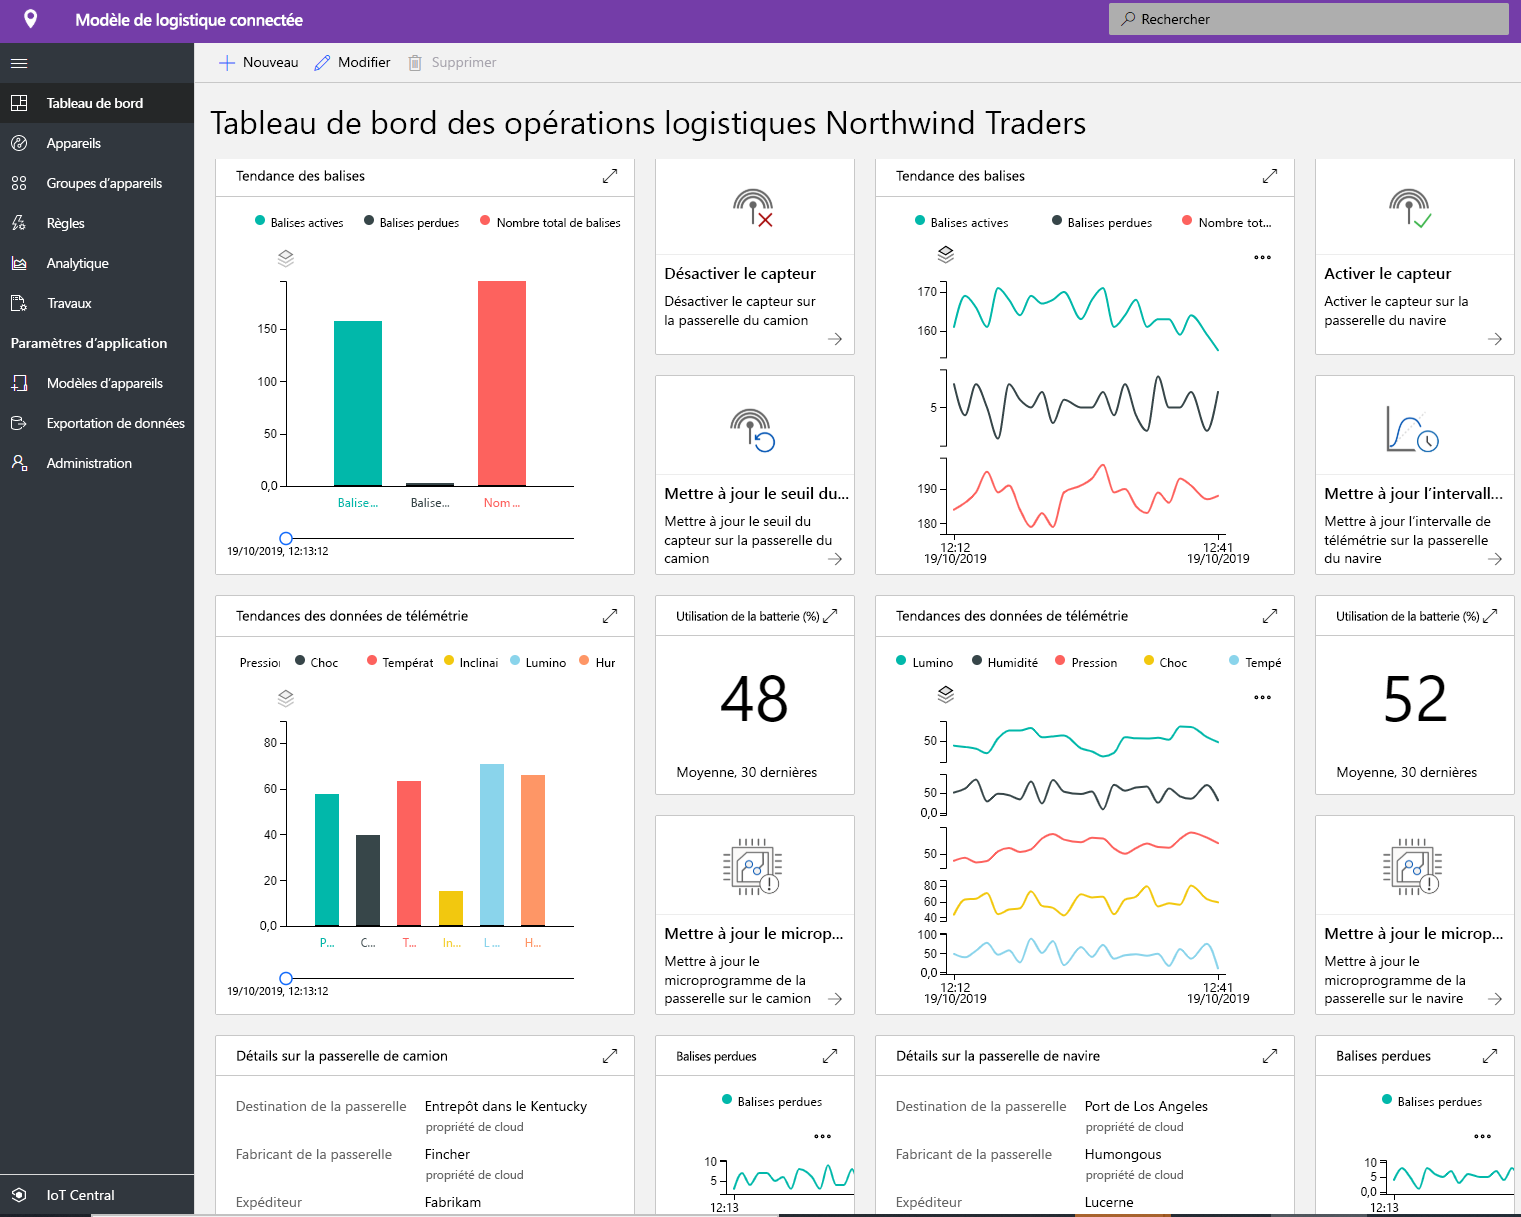 Modèle de logistique connectée
Rechercher
Nouveau
Modifier
Supprimer
Tableau de bord
Appareils
Groupes d'appareils
Règles
Analytique
Travaux
Paramètres d'application
Modèles d'appareils
Exportation de données
Administration
IoT Central
Tableau de bord des opérations logistiques Northwind Traders
Tendance des balises
Balises actives
Balises perdues
Nombre total de balises
150
100
50
0,0
Balise...
Balise...
Nom ...
19/10/2019, 12:13:12
Désactiver le capteur
Désactiver le capteur sur
la passerelle du camion
Mettre à jour le seuil du...
Mettre à jour le seuil du
capteur sur la passerelle du
camion
Tendance des balises
Balises actives
Balises perdues
Nombre tot...
170
160
5
190
180
12:12
19/10/2019
12:41
19/10/2019
Activer le capteur
Activer le capteur sur la
passerelle du navire
Mettre à jour l'intervall...
Mettre à jour l'intervalle de
télémétrie sur la passerelle
du navire
Tendances des données de télémétrie
Pression
Choc
Températ
Inclinai
Lumino
Hur
80
60
40
20
0,0
P...
C...
T...
In...
L ...
H...
19/10/2019, 12:13:12
Utilisation de la batterie (%)
48
Moyenne, 30 dernières
Mettre à jour le microp...
Mettre à jour le
microprogramme de la
passerelle sur le camion
Tendances des données de télémétrie
Lumino
Humidité
Pression
Choc
Tempé
50
50
0,0
50
80
60
40
100
50
0,0
12:12
19/10/2019
12:41
19/10/2019
Utilisation de la batterie (%)
52
Moyenne, 30 dernières
Mettre à jour le microp...
Mettre à jour le
microprogramme de la
passerelle sur le navire
Détails sur la passerelle de camion
Destination de la passerelle
Entrepôt dans le Kentucky
propriété de cloud
Fabricant de la passerelle
Fincher
propriété de cloud
Expéditeur
Fabrikam
Balises perdues
Balises perdues
10
5
12:13
Détails sur la passerelle de navire
Destination de la passerelle
Port de Los Angeles
propriété de cloud
Fabricant de la passerelle
Humongous
propriété de cloud
Expéditeur
Lucerne
Balises perdues
Balises perdues
10
5
0,0
12:13